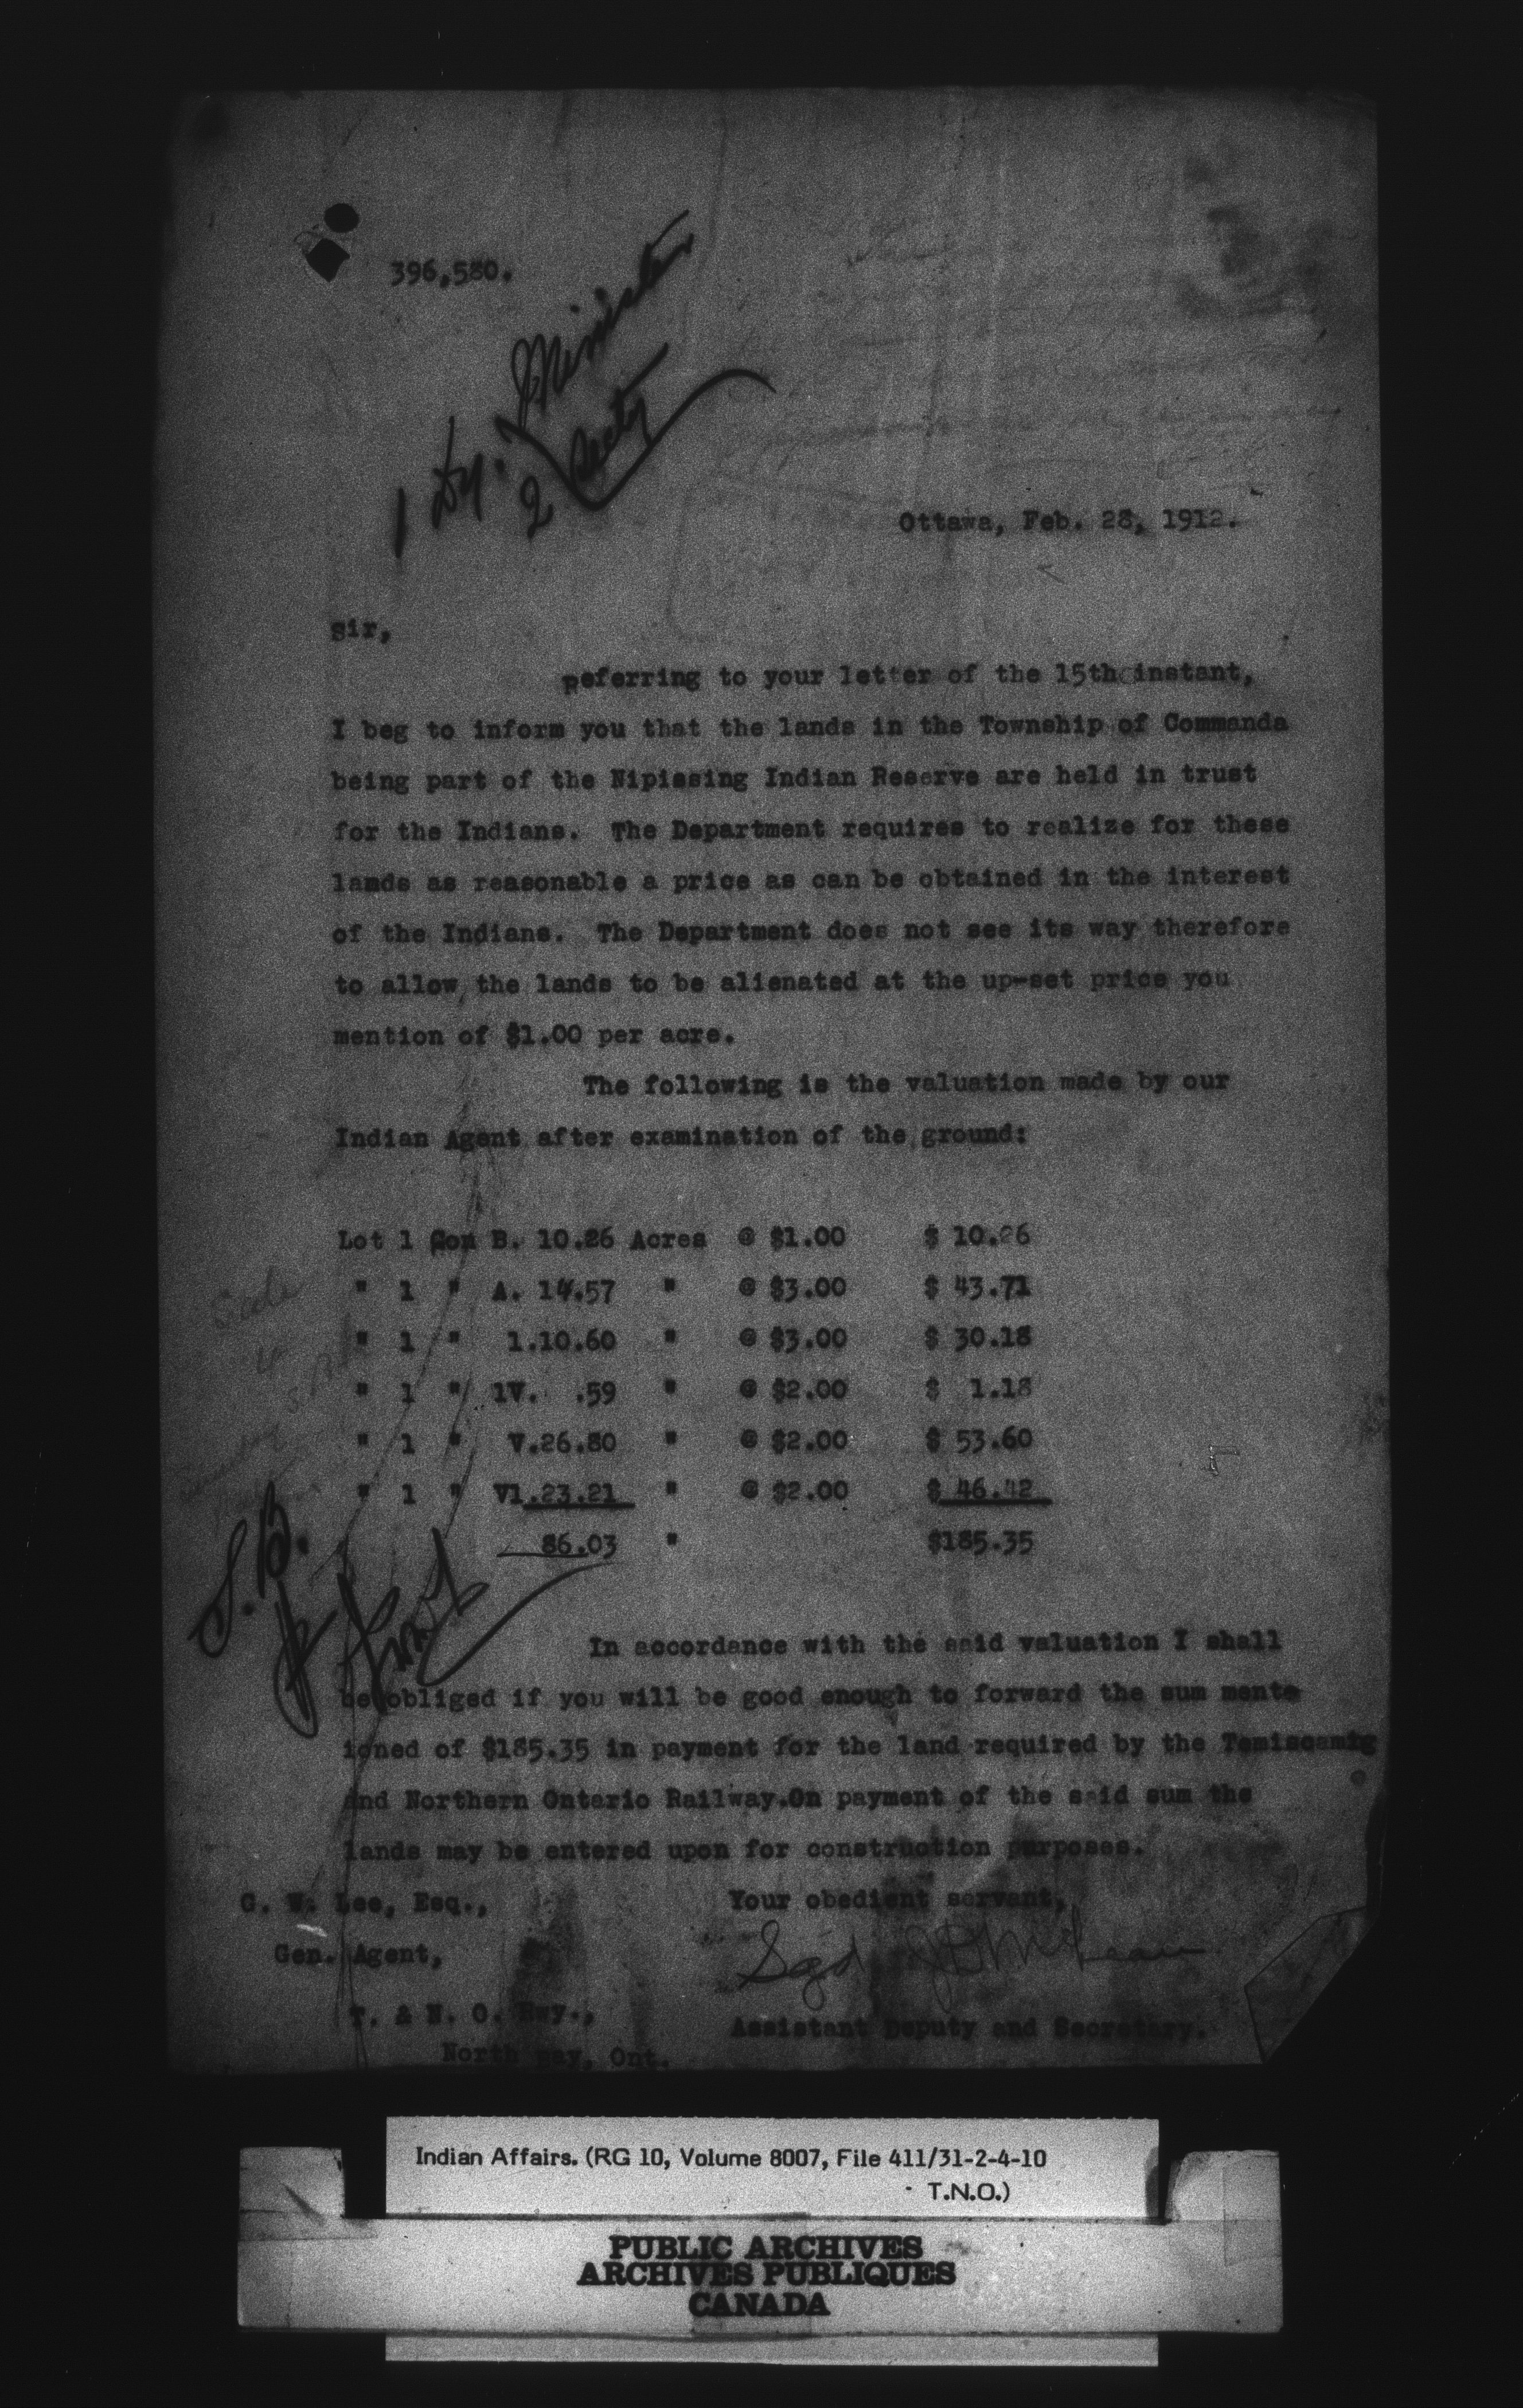 396,580.
1 Dy. Minister
2 Secty
Ottawa, Feb. 28, 1912.
Sir,
Referring to your letter of the 15th instant,
I beg to inform you that the lands in the Township of Commanda
being part of the Nipissing Indian Reserve are held in trust
for the Indians. The Department requires to realize for these
lands as reasonable a price as can be obtained in the interest
of the Indians. The Department does not see its way therefore
to allow the lands to be alienated at the up-set price you
mention of $1.00 per acre.
The following is the valuation made by our
Indian Agent after examination of the ground:
Lot 1 Con B. 10.26 Acres @ $1.00 $ 10.26
" 1 " A. 14.57 " @ $3.00 $ 43.71
" 1 " 1.10.60 " @ $3.00 $ 30.18
" 1 " 1V. .59 " @ $2.00 $ 1.18
" 1 " V.26.80 " @ $2.00 $ 53.60
" 1 " V1.23.21 " @ $2.00 $ 46.42
86.03 " $185.35
S.B.
In accordance with the said valuation I shall
be obliged if you will be good enough to forward the sum ment-
ioned of $185.35 in payment for the land required by the Temiscamig
and Northern Ontario Railway.On payment of the said sum the
lands may be entered upon for construction purposes.
G. W. Lee, Esq., Your obedient servant,
Gen. Agent, Sgd J D McLean
T. & N. O. Rwy., Assistant Deputy and Secretary.
North Bay, Ont.
Indian Affairs. (RG 10, Volume 8007, File 411/31-2-4-10
T.N.O.)
PUBLIC ARCHIVES
ARCHIVES PUBLIQUES
CANADA